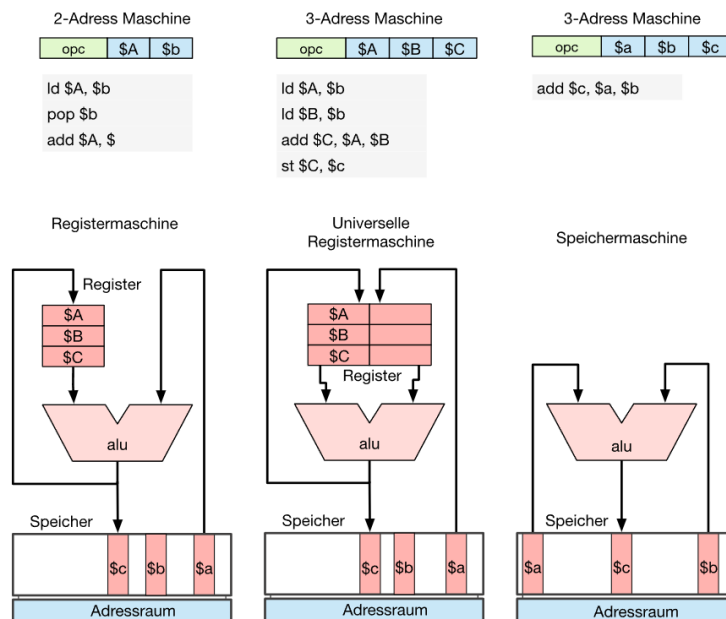 2-Adress Maschine
opc $A $b
ld $A, $b
pop $b
add $A, $
Registermaschine
Register
$A
$B
$C
alu
Speicher
$c $b $a
Adressraum
3-Adress Maschine
opc $A $B $C
ld $A, $b
ld $B, $b
add $C, $A, $B
st $C, $c
Universelle
Registermaschine
$A
$B
$C
Register
alu
Speicher
$c $b $a
Adressraum
3-Adress Maschine
opc $a $b $c
add $c, $a, $b
Speichermaschine
alu
Speicher
$a $c $b
Adressraum